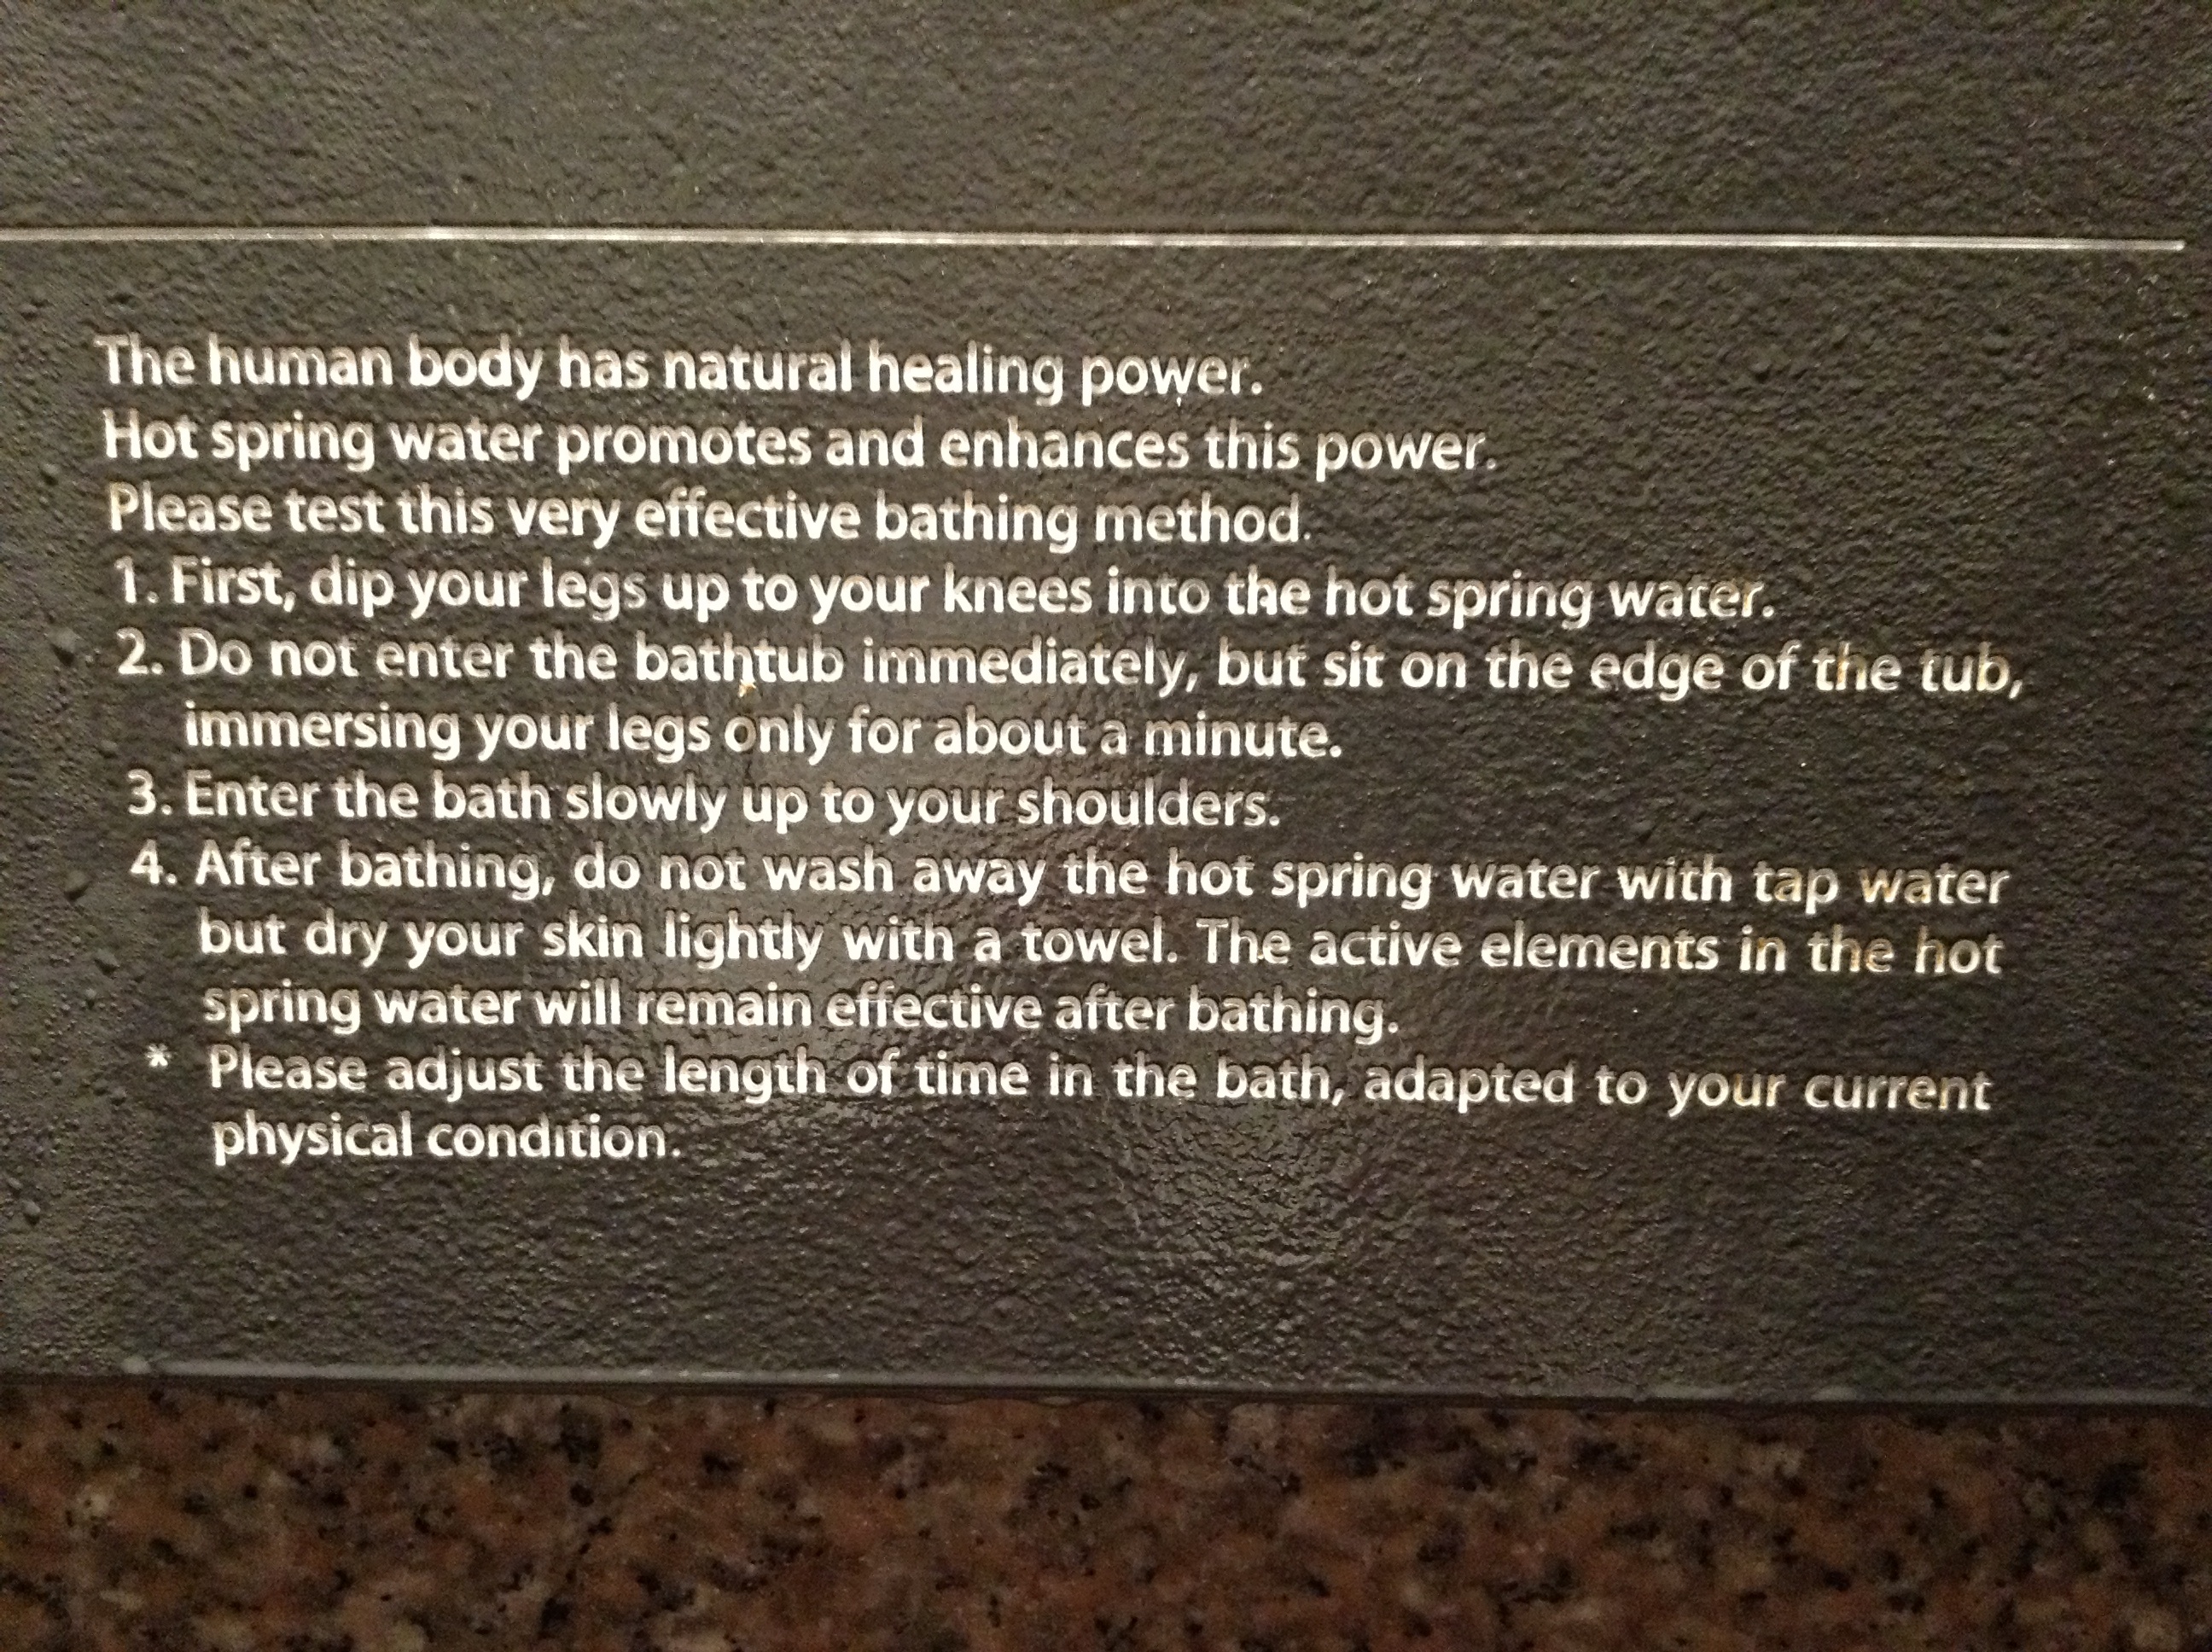 The human body has natural healing power.
Hot spring water promotes and enhances this power.
Please test this very effective bathing method.
1. First, dip your legs up to your knees into the hot spring water.
2. Do not enter the bathtub immediately, but sit on the edge of the tub,
immersing your legs only for about a minute.
3. Enter the bath slowly up to your shoulders.
4. After bathing, do not wash away the hot spring water with tap water
but dry your skin lightly with a towel. The active elements in the hot
spring water will remain effective after bathing.
* Please adjust the length of time in the bath, adapted to your current
physical condition.